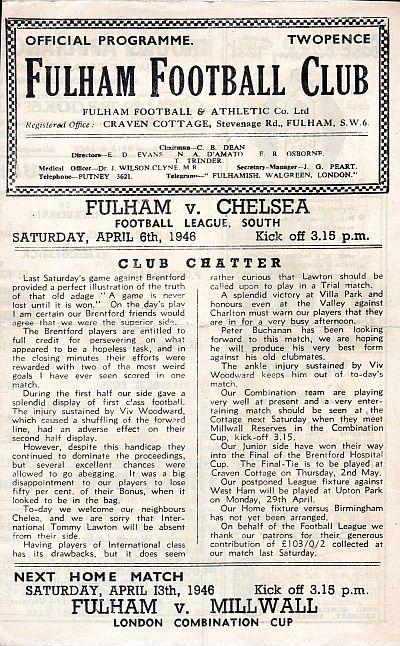 OFFICIAL PROGRAMME. TWOPENCE
FULHAM FOOTBALL CLUB
FULHAM FOOTBALL & ATHLETIC Co. Ltd
Registered Office: CRAVEN COTTAGE, Stevenage Rd., FULHAM, S.W.6.
Chairman—C. B. DEAN
Directors—E. D. EVANS, N. A. D'AMATO, F. R. OSBORNE,
T. TRINDER.
Medical Officer—Dr. J. WILSON.CLYNE. M.B. Secretary-Manager—J. G. PEART.
Telephone—PUTNEY 3621. Telegrams—" FULHAMISH, WALGREEN, LONDON."
FULHAM v. CHELSEA
FOOTBALL LEAGUE, SOUTH
SATURDAY, APRIL 6th, 1946 Kick off 3.15 p.m.
CLUB CHATTER
Last Saturday's game against Brentford
provided a perfect illustration of the truth
of that old adage " A game is never
lost until it is won." On the day's play
I am certain our Brentford friends would
agree that we were the superior side.
The Brentford players are entitled to
full credit for persevering on what
appeared to be a hopeless task, and in
the closing minutes their efforts were
rewarded with two of the most weird
goals I have ever seen scored in one
match.
During the first half our side gave a
splendid display of first class football.
The injury sustained by Viv Woodward,
which caused a shuffling of the forward
line, had an adverse effect on their
second half display.
However, despite this handicap they
continued to dominate the proceedings,
but several excellent chances were
allowed to go abegging. It was a big
disappointment to our players to lose
fifty per cent. of their Bonus, when it
looked to be in the bag.
To-day we welcome our neighbours
Chelea, and we are sorry that Inter-
national Tommy Lawton will be absent
from their side.
Having players of International class
has its drawbacks, but it does seem
rather curious that Lawton should be
called upon to play in a Trial match.
A splendid victory at Villa Park and
honours even at the Valley against
Charlton must warn our players that they
are in for a very busy afternoon.
Peter Buchanan has been looking
forward to this match, we are hoping
he will produce his very best form
against his old clubmates.
The ankle injury sustained by Viv
Woodward keeps him out of to-day's
match.
Our Combination team are playing
very well at present and a very enter-
taining match should be seen at the
Cottage next Saturday when they meet
Millwall Reserves in the Combination
Cup, kick-off 3.15.
Our Junior side have won their way
into the Final of the Brentford Hospital
Cup. The Final-Tie is to be played at
Craven Cottage on Thursday, 2nd May.
Our postponed League fixture against
West Ham will be played at Upton Park
on Monday, 29th April.
Our Home fixture versus Birmingham
has not yet been arranged.
On behalf of the Football League we
thank our patrons for their generous
contribution of £103/0/2 collected at
our match last Saturday.
NEXT HOME MATCH
SATURDAY, APRIL 13th, 1946 Kick off 3.15 p.m.
FULHAM v. MILLWALL
LONDON COMBINATION CUP